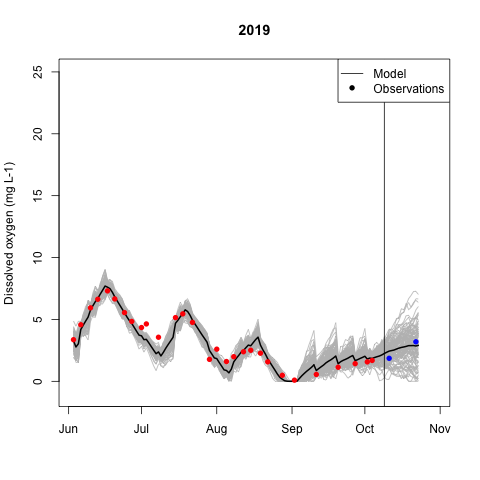 2019
Model
Observations
Dissolved oxygen (mg L-1)
25
20
15
10
5
0
Jun Jul Aug Sep Oct Nov